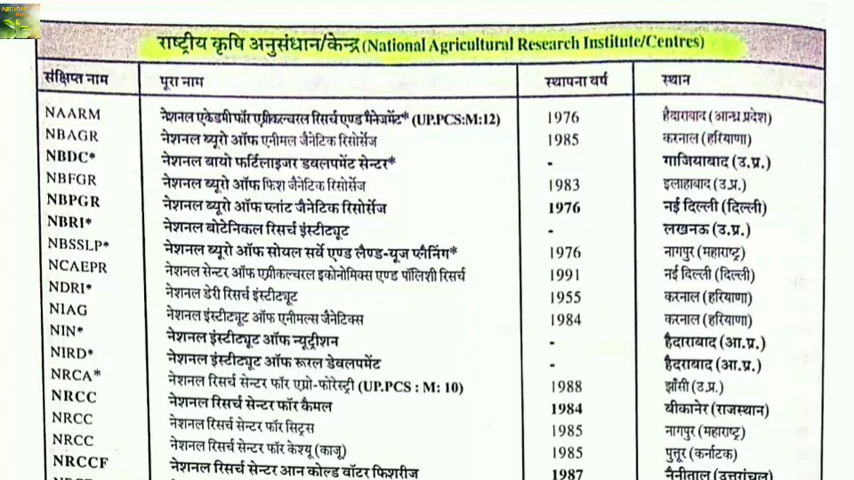 राष्ट्रीय कृषि अनुसंधान/केन्द्र (National Agricultural Research Institute/Centres)
संक्षिप्त नाम पूरा नाम स्थापना वर्ष स्थान
NAARM नेशनल एकेडमी फॉर एग्रीकल्चरल रिसर्च एण्ड मैनेजमेंट* (UP.PCS:M:12) 1976 हैदाराबाद (आन्ध्र प्रदेश)
NBAGR नेशनल ब्यूरो ऑफ एनीमल जैनेटिक रिसोर्सेज 1985 करनाल (हरियाणा)
NBDC* नेशनल बायो फर्टिलाइजर डवलपमेंट सेन्टर* - गाजियाबाद (उ.प्र.)
NBFGR नेशनल ब्यूरो ऑफ फिश जैनेटिक रिसोर्सेज 1983 इलाहाबाद (उ.प्र.)
NBPGR नेशनल ब्यूरो ऑफ प्लांट जैनेटिक रिसोर्सेज 1976 नई दिल्ली (दिल्ली)
NBRI* नेशनल बोटेनिकल रिसर्च इंस्टीट्यूट - लखनऊ (उ.प्र.)
NBSSLP* नेशनल ब्यूरो ऑफ सोयल सर्वे एण्ड लैण्ड-यूज प्लैनिंग* 1976 नागपुर (महाराष्ट्र)
NCAEPR नेशनल सेन्टर ऑफ एग्रीकल्चरल इकोनोमिक्स एण्ड पॉलिशी रिसर्च 1991 नई दिल्ली (दिल्ली)
NDRI* नेशनल डेरी रिसर्च इंस्टीट्यूट 1955 करनाल (हरियाणा)
NIAG नेशनल इंस्टीट्यूट ऑफ एनीमल्स जैनेटिक्स 1984 करनाल (हरियाणा)
NIN* नेशनल इंस्टीट्यूट ऑफ न्यूट्रीशन - हैदाराबाद (आ.प्र.)
NIRD* नेशनल इंस्टीट्यूट ऑफ रूरल डेवलपमेंट - हैदराबाद (आ.प्र.)
NRCA* नेशनल रिसर्च सेन्टर फॉर एग्रो-फोरेस्ट्री (UP.PCS : M: 10) 1988 झाँसी (उ.प्र.)
NRCC नेशनल रिसर्च सेन्टर फॉर कैमल 1984 बीकानेर (राजस्थान)
NRCC नेशनल रिसर्च सेन्टर फॉर सिट्रस 1985 नागपुर (महाराष्ट्र)
NRCC नेशनल रिसर्च सेन्टर फॉर केश्यू (काजू) 1985 पुत्तूर (कर्नाटक)
NRCCF नेशनल रिसर्च सेन्टर आन कोल्ड वॉटर फिशरीज 1987 नैनीताल (उत्तरांचल)